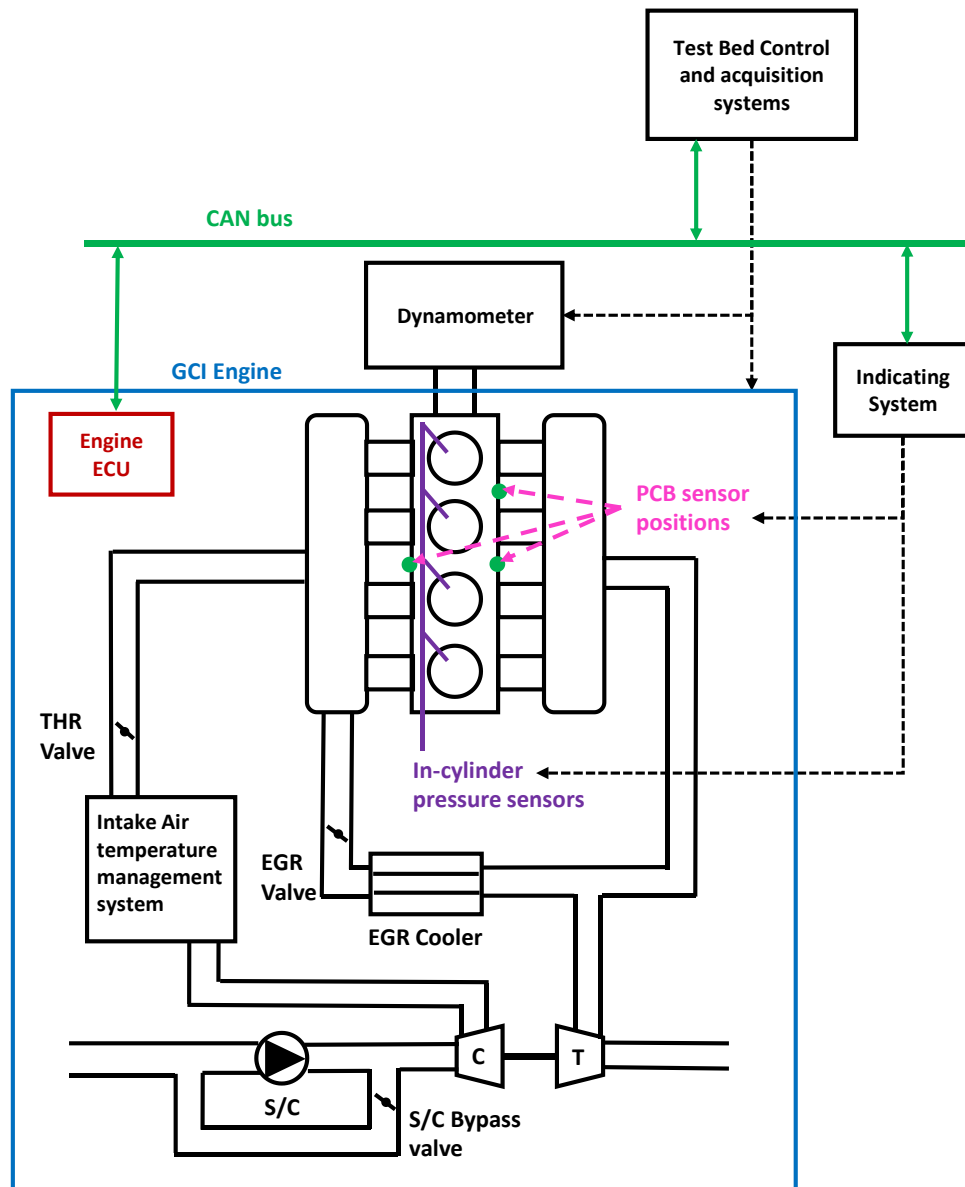 Test Bed Control
and acquisition
systems
CAN bus
Dynamometer
GCI Engine
Indicating
System
Engine
ECU
PCB sensor
positions
THR
Valve
In-cylinder
pressure sensors
Intake Air
temperature
management
system
EGR
Valve
EGR Cooler
C
T
S/C
S/C Bypass
valve